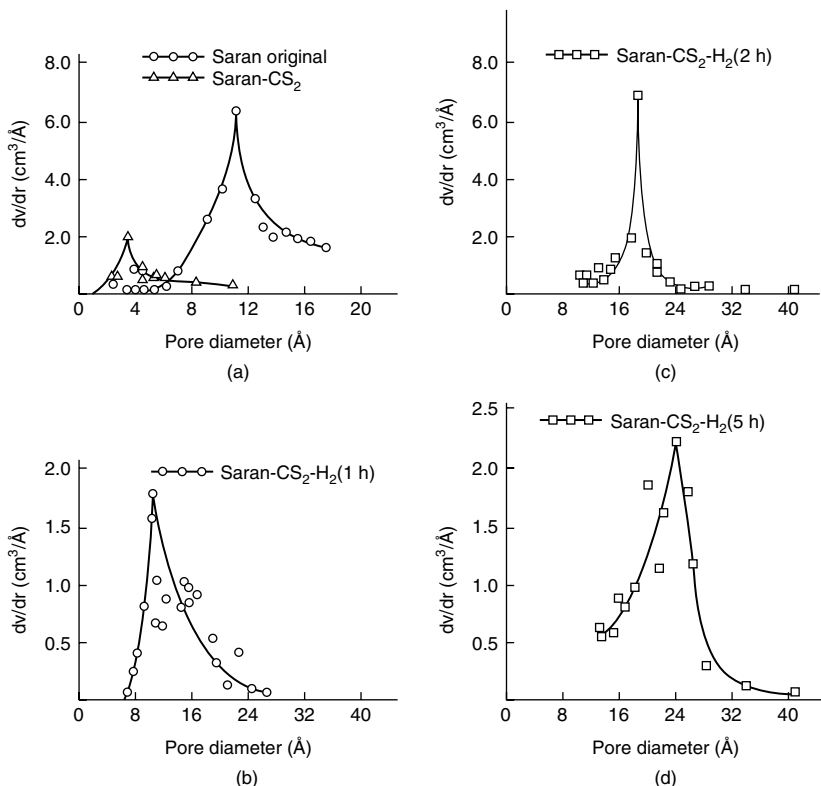 Saran original
Saran-CS₂
8.0
6.0
4.0
2.0
dv/dr (cm³/Å)
0 4 8 12 16 20
Pore diameter (Å)
(a)
Saran-CS₂-H₂(2 h)
8.0
6.0
4.0
2.0
dv/dr (cm³/Å)
0 8 16 24 32 40
Pore diameter (Å)
(c)
Saran-CS₂-H₂(1 h)
2.0
1.5
1.0
0.5
dv/dr (cm³/Å)
0 8 16 24 32 40
Pore diameter (Å)
(b)
Saran-CS₂-H₂(5 h)
2.5
2.0
1.5
1.0
0.5
dv/dr (cm³/Å)
0 8 16 24 32 40
Pore diameter (Å)
(d)